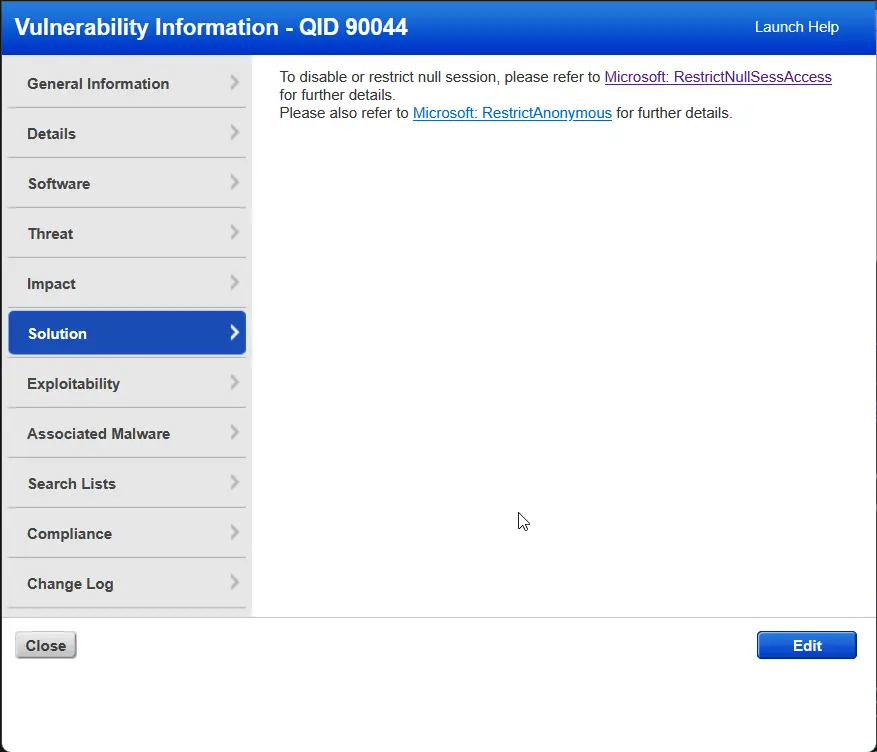 Vulnerability Information - QID 90044
Launch Help
General Information
Details
Software
Threat
Impact
Solution
Exploitability
Associated Malware
Search Lists
Compliance
Change Log
To disable or restrict null session, please refer to Microsoft: RestrictNullSessAccess
for further details.
Please also refer to Microsoft: RestrictAnonymous for further details.
Close
Edit